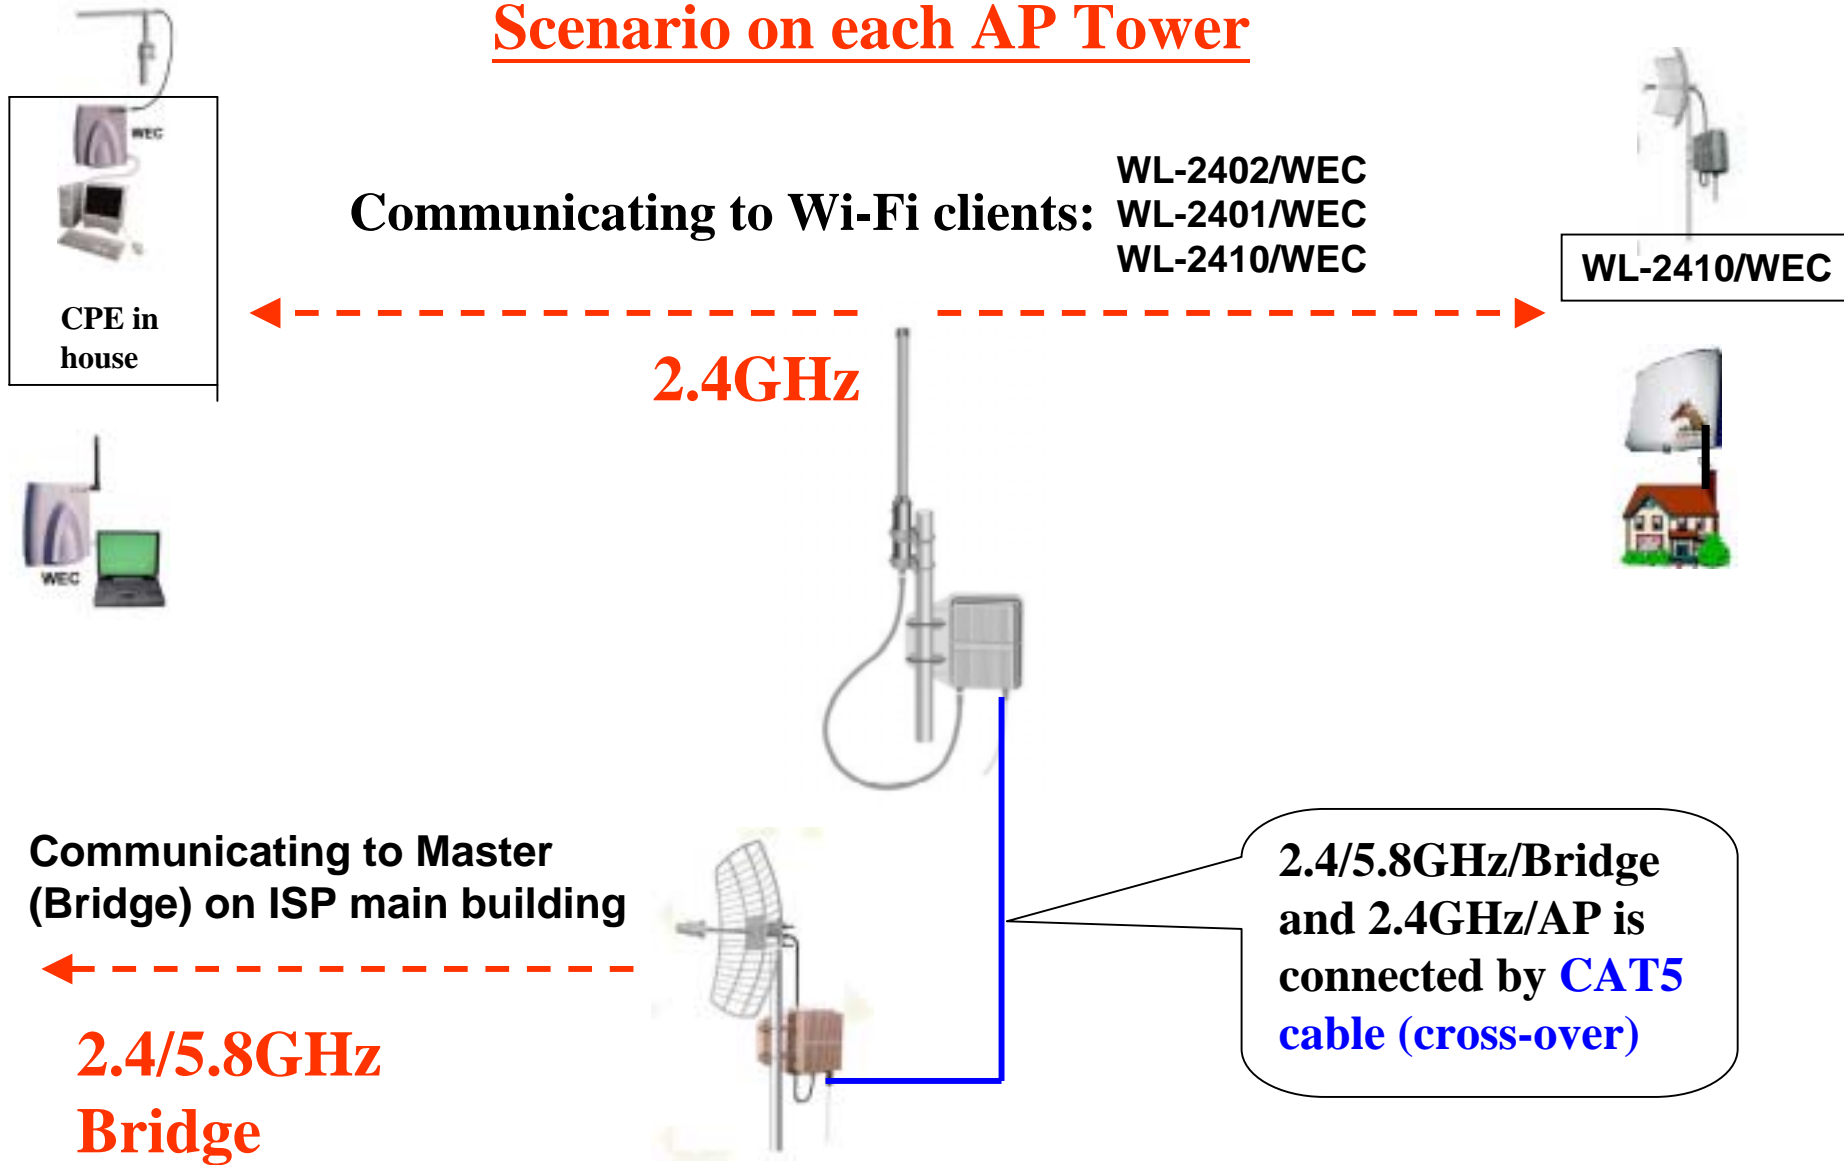 Scenario on each AP Tower
WEC
Communicating to Wi-Fi clients:
WL-2402/WEC
WL-2401/WEC
WL-2410/WEC
WL-2410/WEC
CPE in
house
2.4GHz
WEC
Communicating to Master
(Bridge) on ISP main building
2.4/5.8GHz
Bridge
2.4/5.8GHz/Bridge
and 2.4GHz/AP is
connected by CAT5
cable (cross-over)